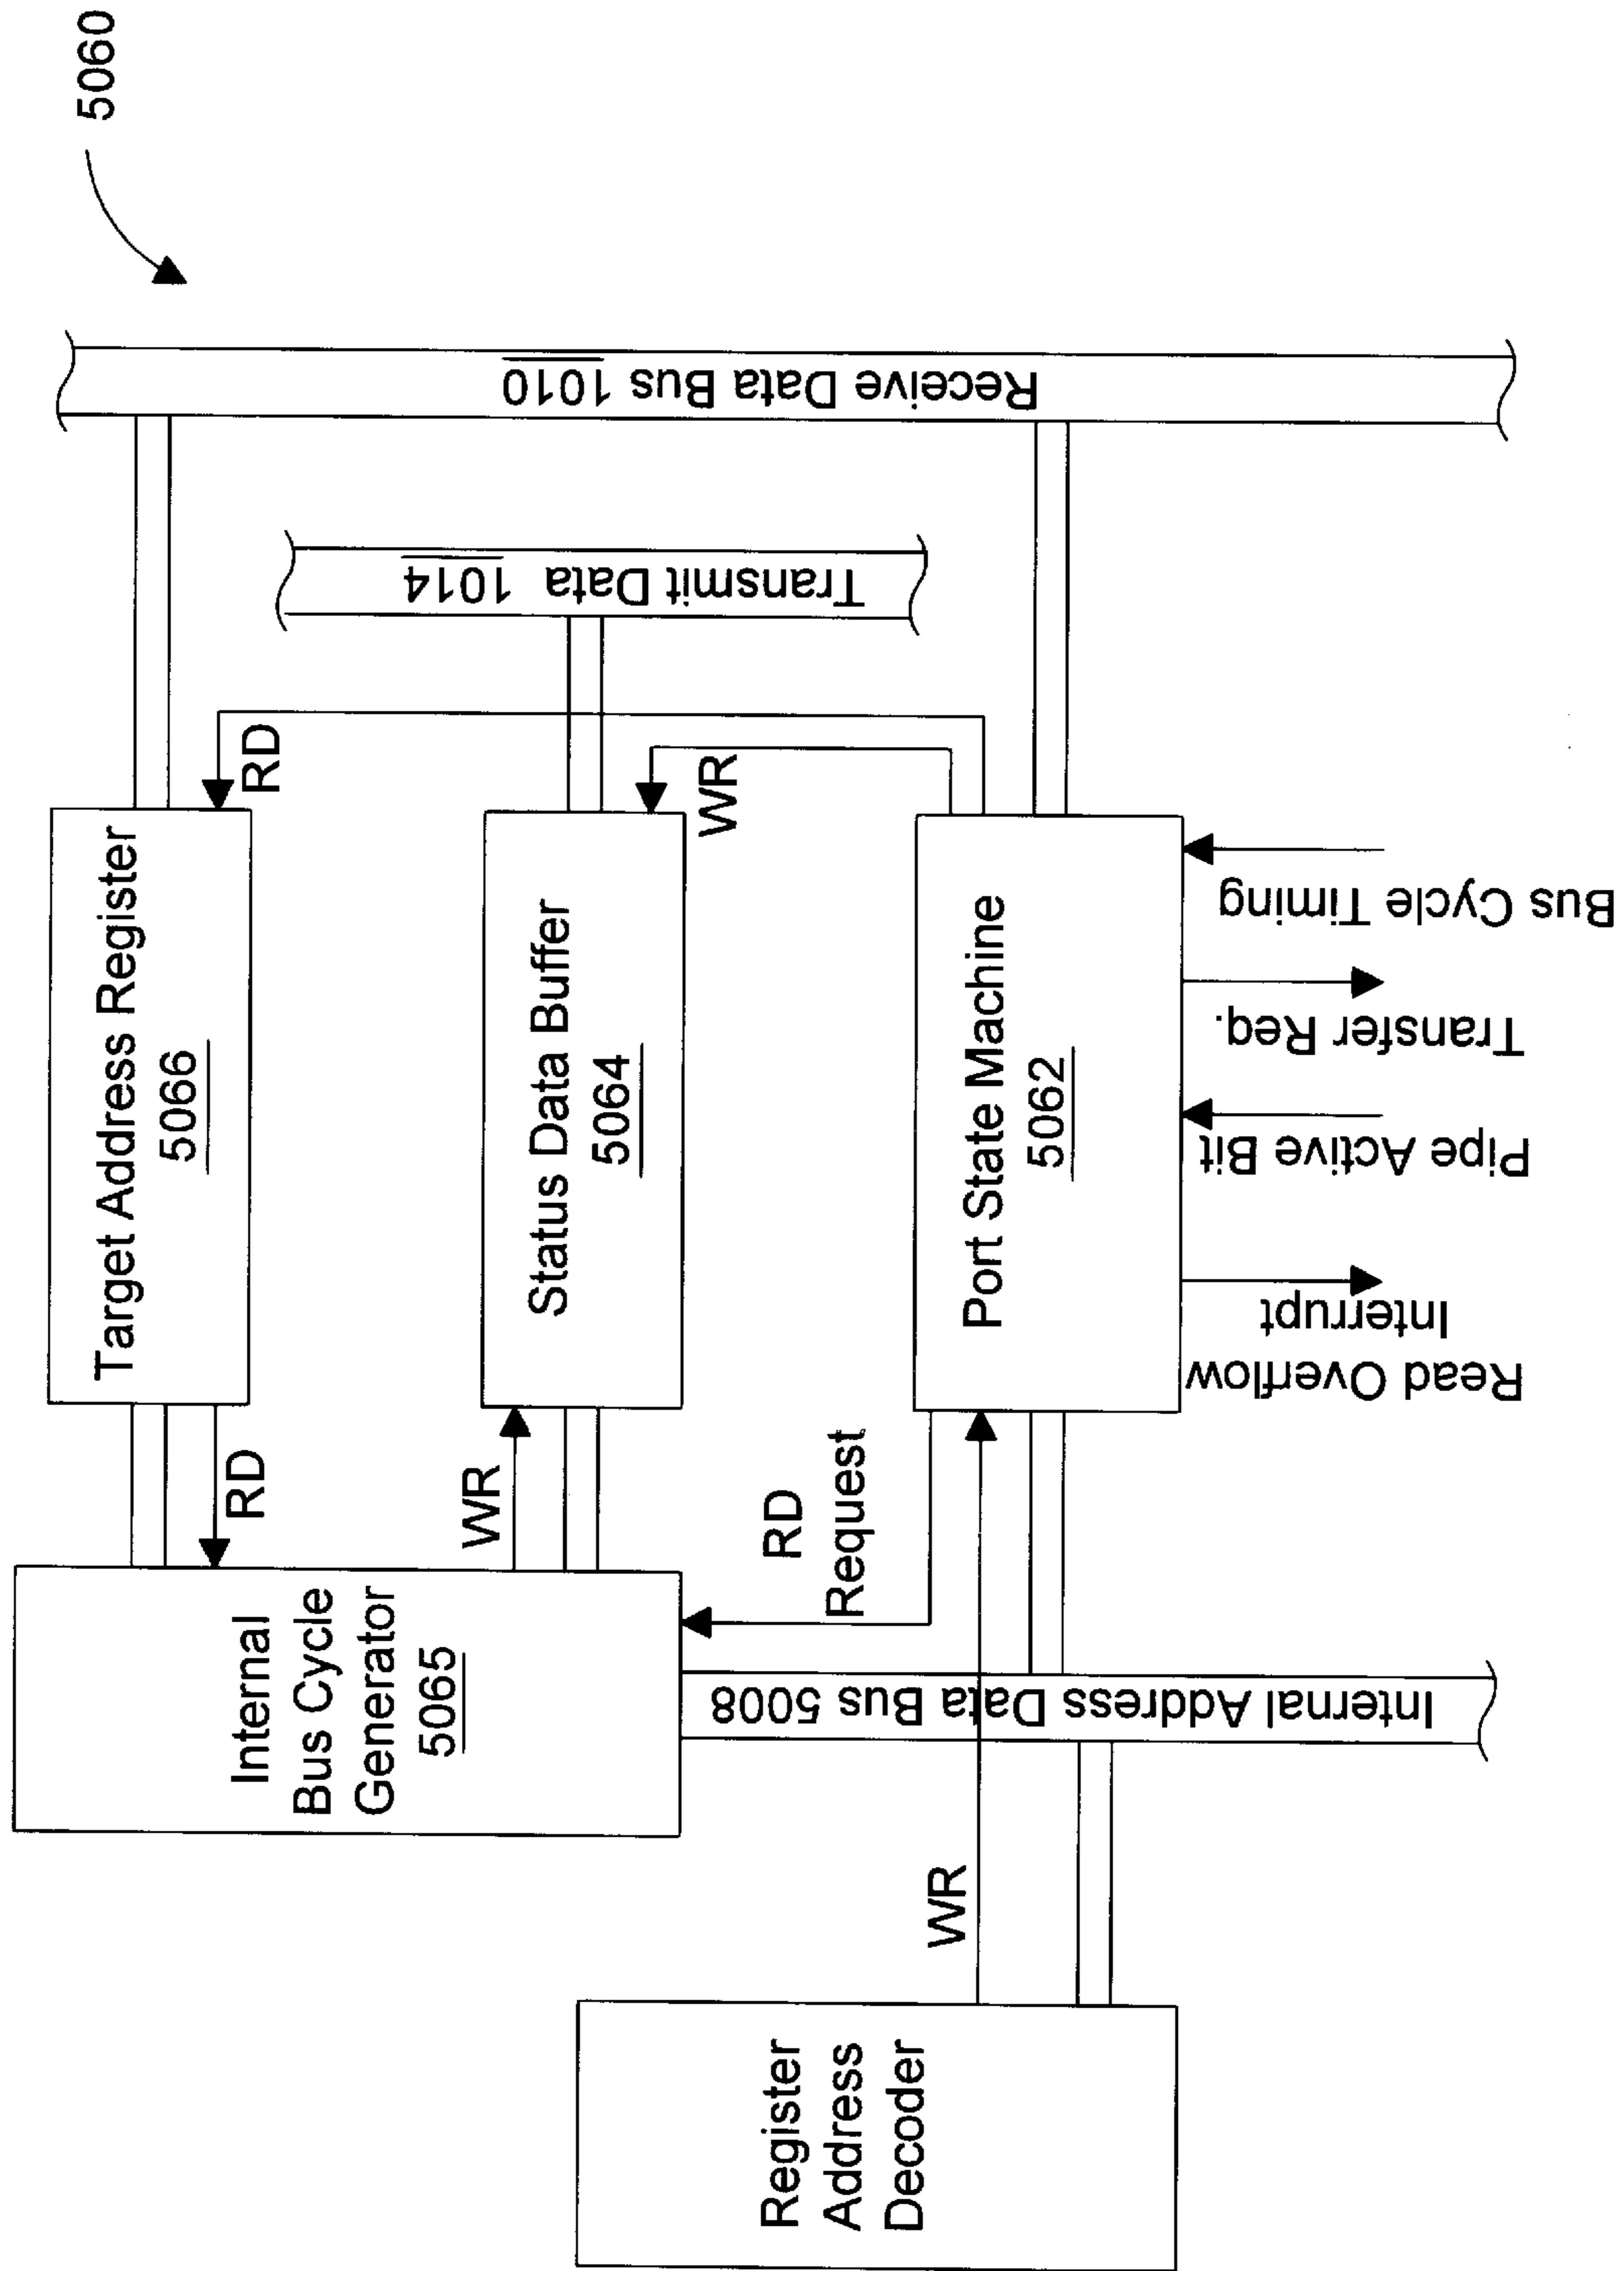 5060
Receive Data Bus 1010
Transmit Data 1014
Target Address Register
5066
RD
RD
Status Data Buffer
5064
WR
WR
Port State Machine
5062
RD
Request
Internal
Bus Cycle
Generator
5065
Internal Address Data Bus 5008
WR
Register
Address
Decoder
Read Overflow
Interrupt
Pipe Active Bit
Transfer Req.
Bus Cycle Timing